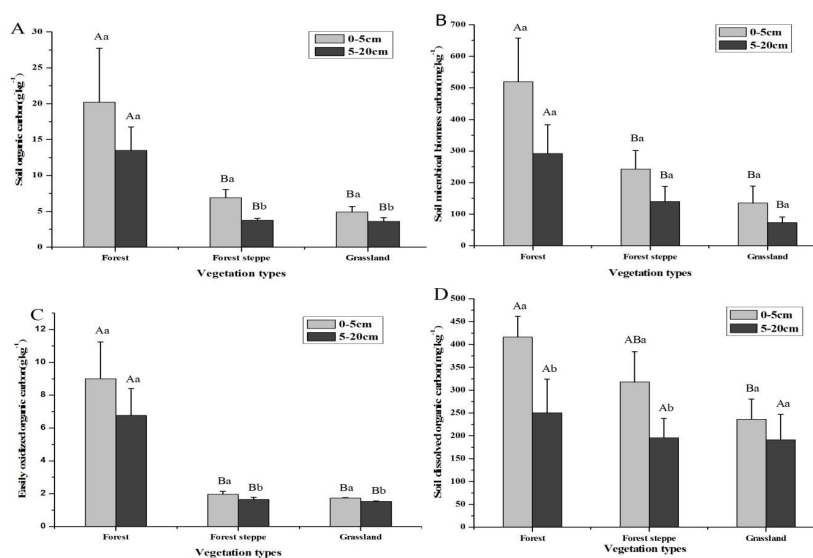 A
Soil organic carbon(g·kg⁻¹)
30
25
20
15
10
5
0
0-5cm
5-20cm
Aa
Aa
Ba
Bb
Ba
Bb
Forest
Forest steppe
Grassland
Vegetation types
B
Soil microbioal biomass carbon(mg·kg⁻¹)
700
600
500
400
300
200
100
0
0-5cm
5-20cm
Aa
Aa
Ba
Ba
Ba
Ba
Forest
Forest steppe
Grassland
Vegetation types
C
Easily oxidized organic carbon(g·kg⁻¹)
12
10
8
6
4
2
0
0-5cm
5-20cm
Aa
Aa
Ba
Bb
Ba
Bb
Forest
Forest steppe
Grassland
Vegetation types
D
Soil dissolved organic carbon(mg·kg⁻¹)
500
450
400
350
300
250
200
150
100
50
0
0-5cm
5-20cm
Aa
Ab
ABa
Ab
Ba
Aa
Forest
Forest steppe
Grassland
Vegetation types